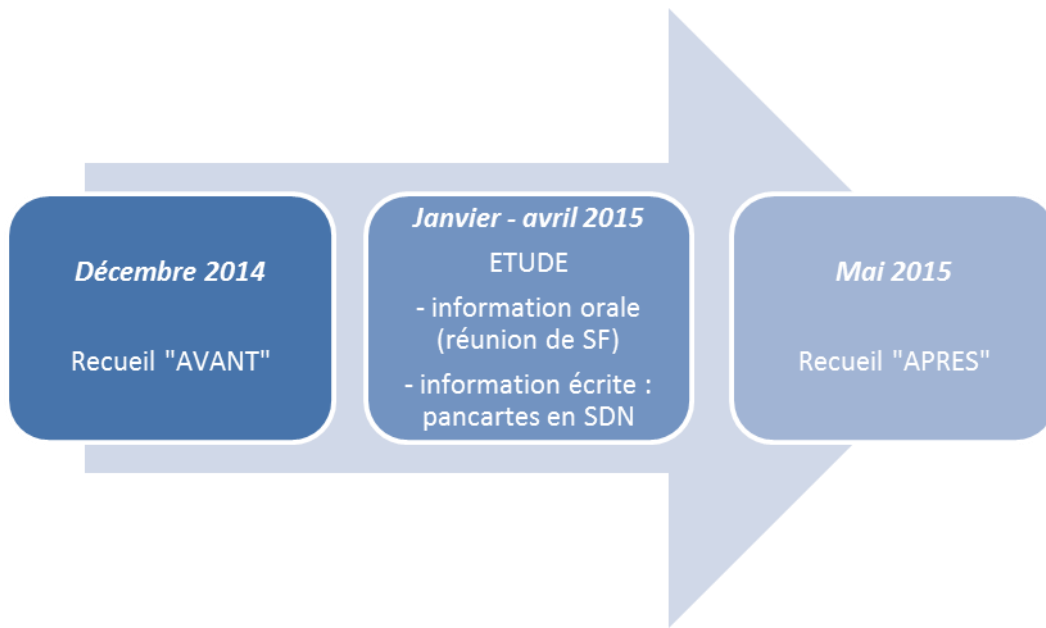 Décembre 2014
Recueil "AVANT"
Janvier - avril 2015
ETUDE
- information orale
(réunion de SF)
- information écrite :
pancartes en SDN
Mai 2015
Recueil "APRES"